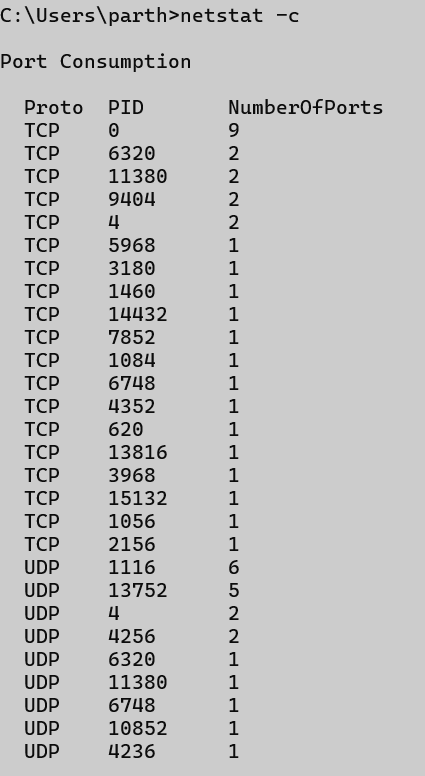 C:\Users\parth>netstat -c
Port Consumption
Proto PID NumberOfPorts
TCP 0 9
TCP 6320 2
TCP 11380 2
TCP 9404 2
TCP 4 2
TCP 5968 1
TCP 3180 1
TCP 1460 1
TCP 14432 1
TCP 7852 1
TCP 1084 1
TCP 6748 1
TCP 4352 1
TCP 620 1
TCP 13816 1
TCP 3968 1
TCP 15132 1
TCP 1056 1
TCP 2156 1
UDP 1116 6
UDP 13752 5
UDP 4 2
UDP 4256 2
UDP 6320 1
UDP 11380 1
UDP 6748 1
UDP 10852 1
UDP 4236 1